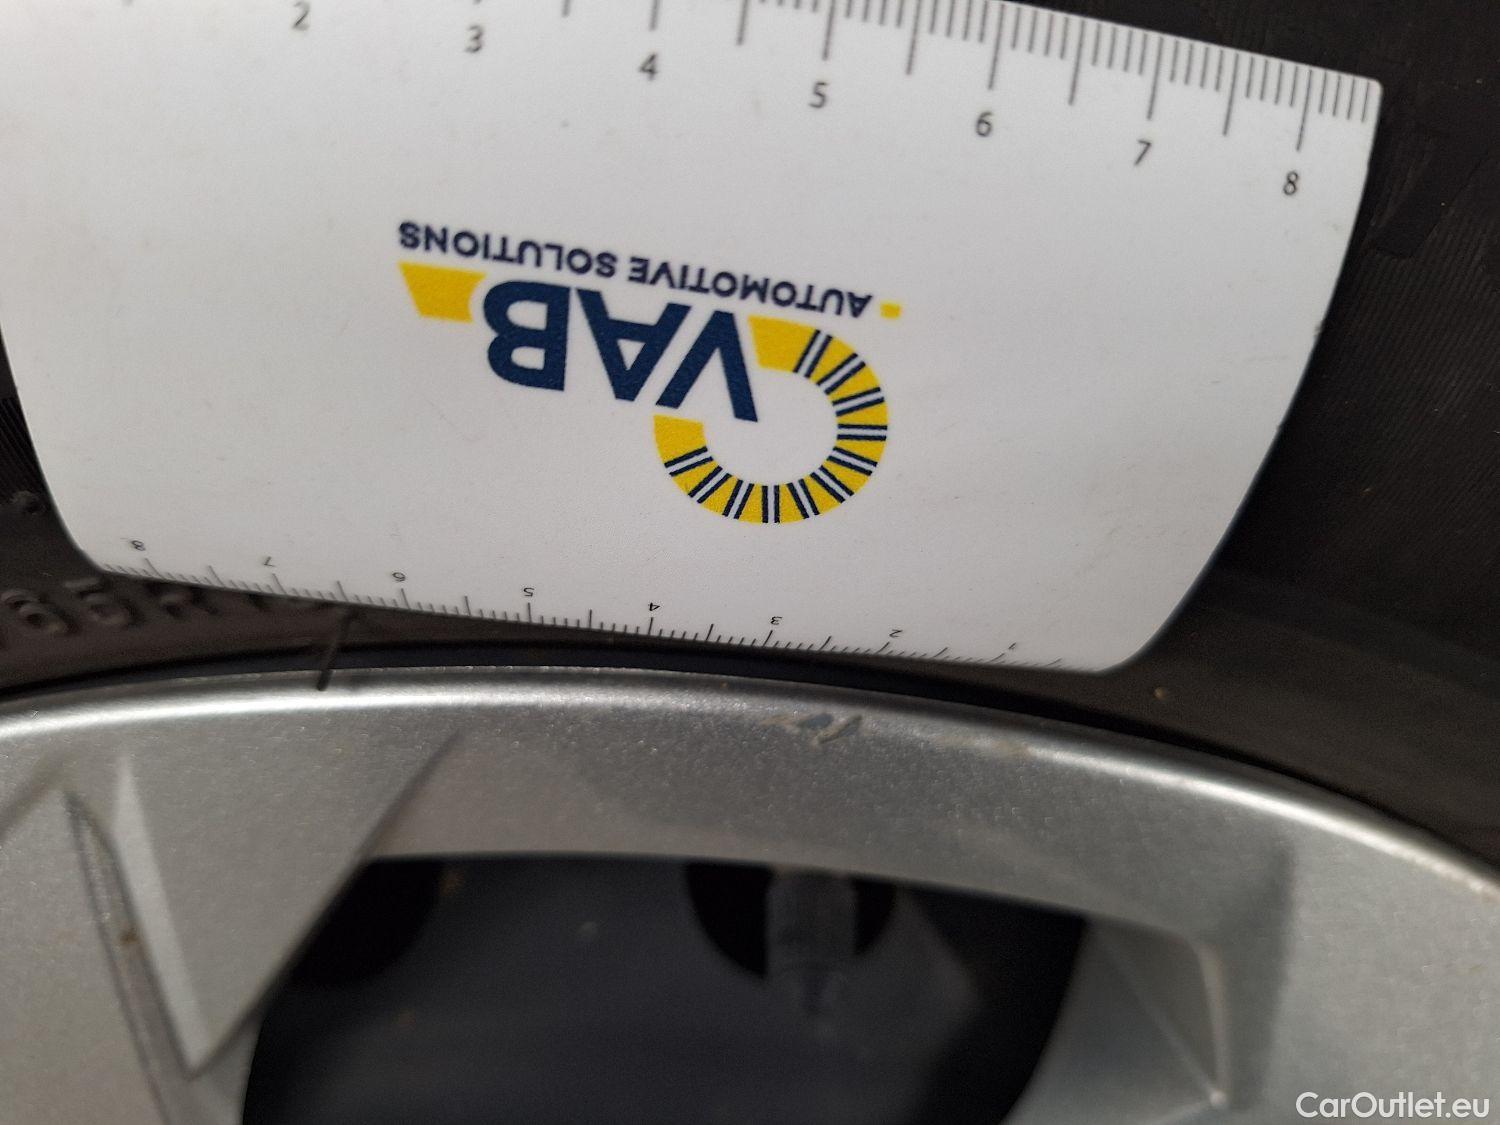 2 3 4 5 6 7 8
VAB
AUTOMOTIVE SOLUTIONS
8 7 6 5 4 3 2 1
65R1
CarOutlet.eu